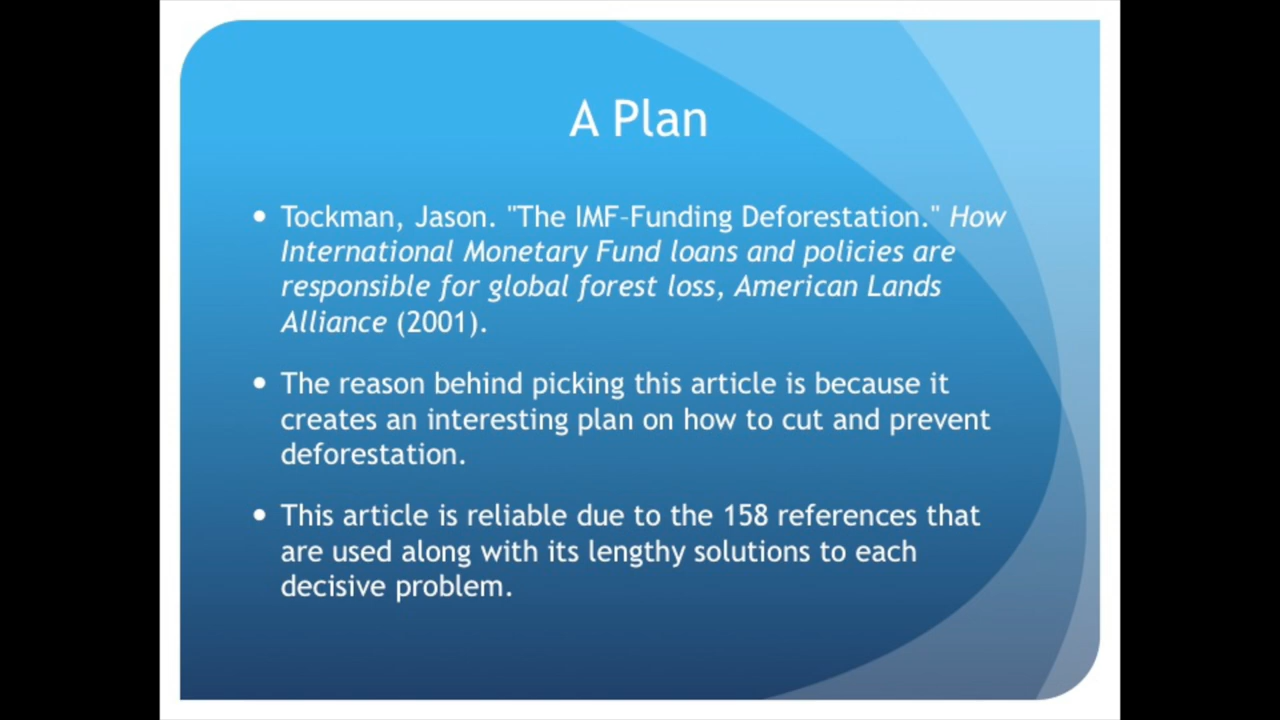 A Plan
• Tockman, Jason. "The IMF–Funding Deforestation." How
International Monetary Fund loans and policies are
responsible for global forest loss, American Lands
Alliance (2001).
• The reason behind picking this article is because it
creates an interesting plan on how to cut and prevent
deforestation.
• This article is reliable due to the 158 references that
are used along with its lengthy solutions to each
decisive problem.